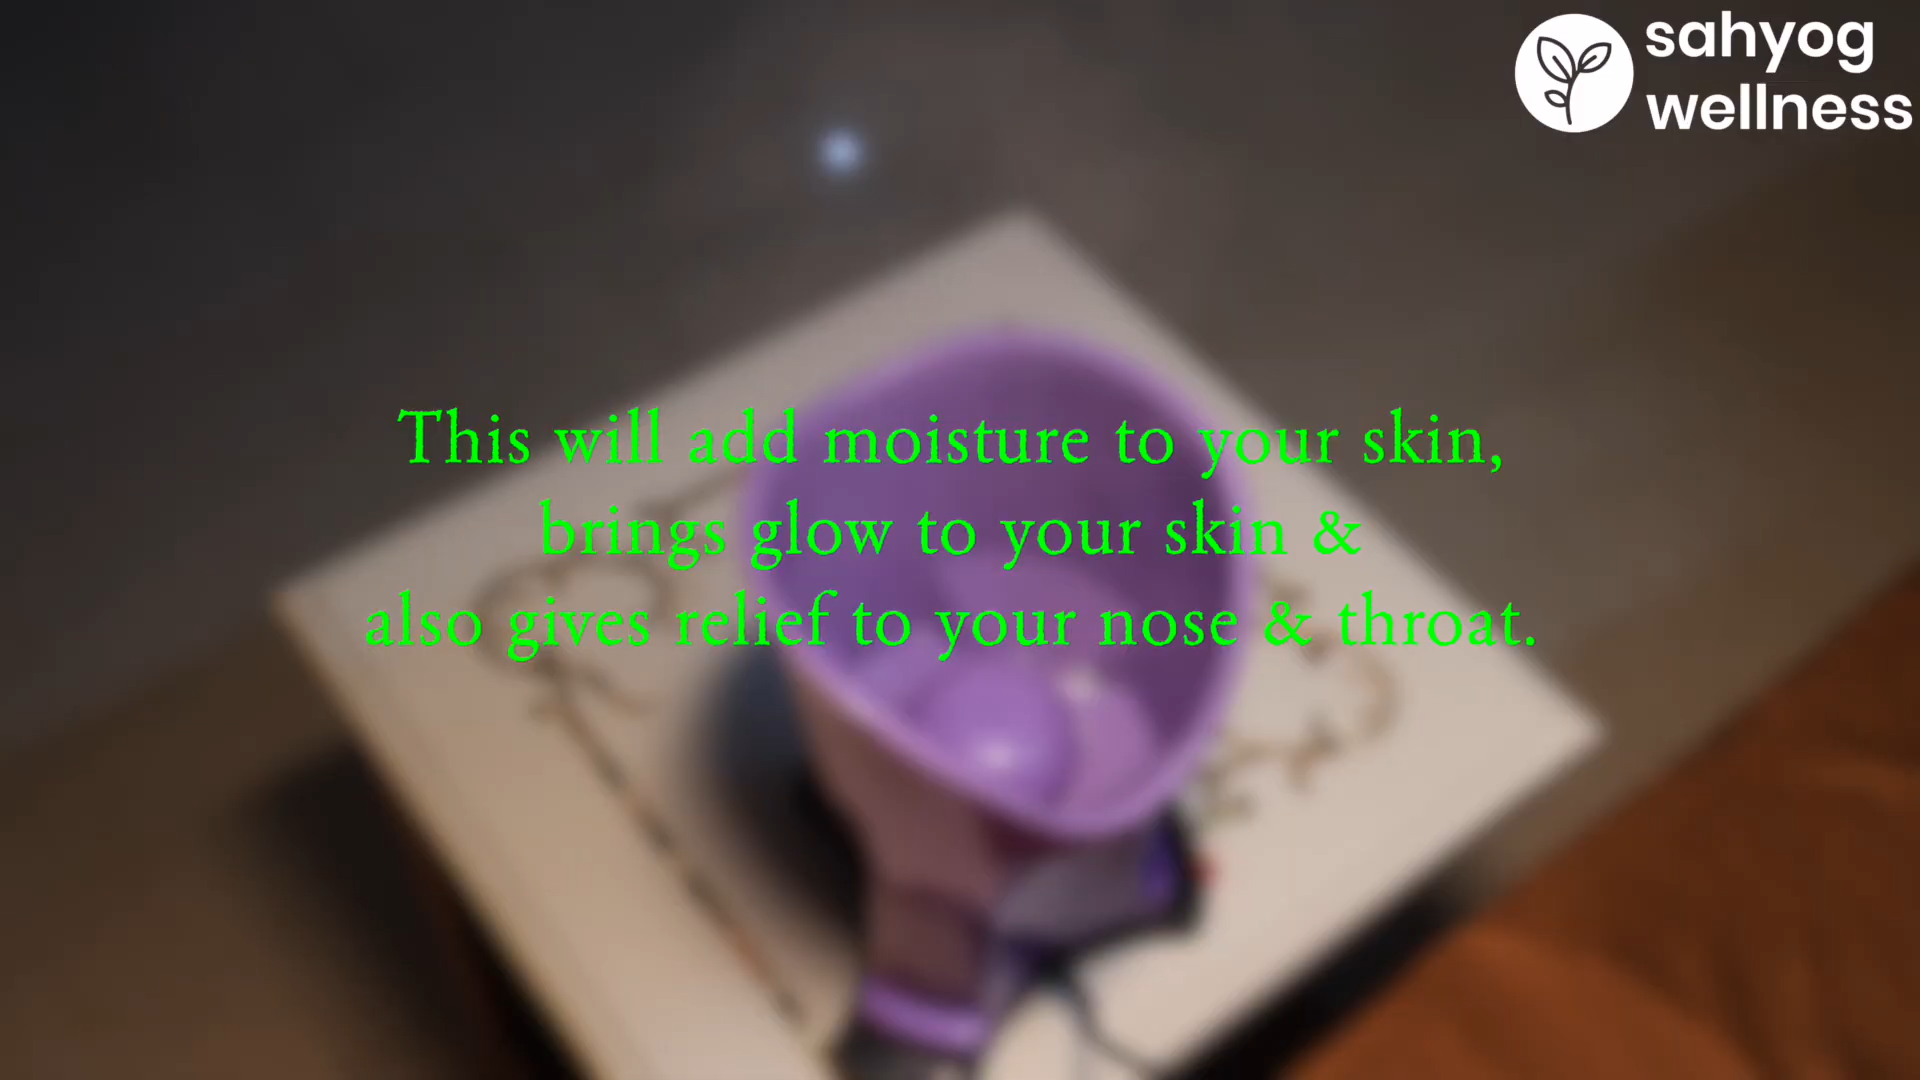 sahyog
wellness
This will add moisture to your skin,
brings glow to your skin &
also gives relief to your nose & throat.